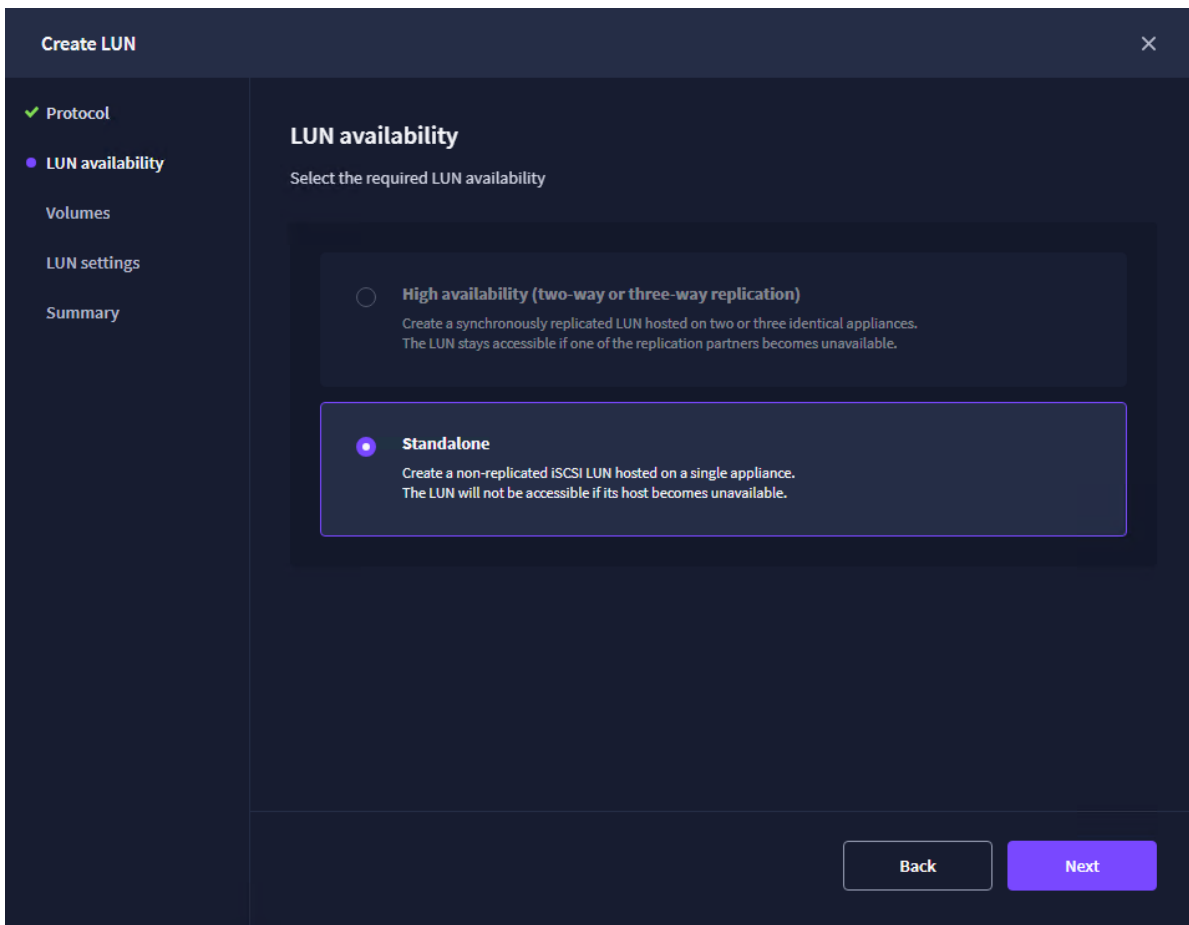 Create LUN
Protocol
LUN availability
Volumes
LUN settings
Summary
LUN availability
Select the required LUN availability
High availability (two-way or three-way replication)
Create a synchronously replicated LUN hosted on two or three identical appliances.
The LUN stays accessible if one of the replication partners becomes unavailable.
Standalone
Create a non-replicated iSCSI LUN hosted on a single appliance.
The LUN will not be accessible if its host becomes unavailable.
Back
Next